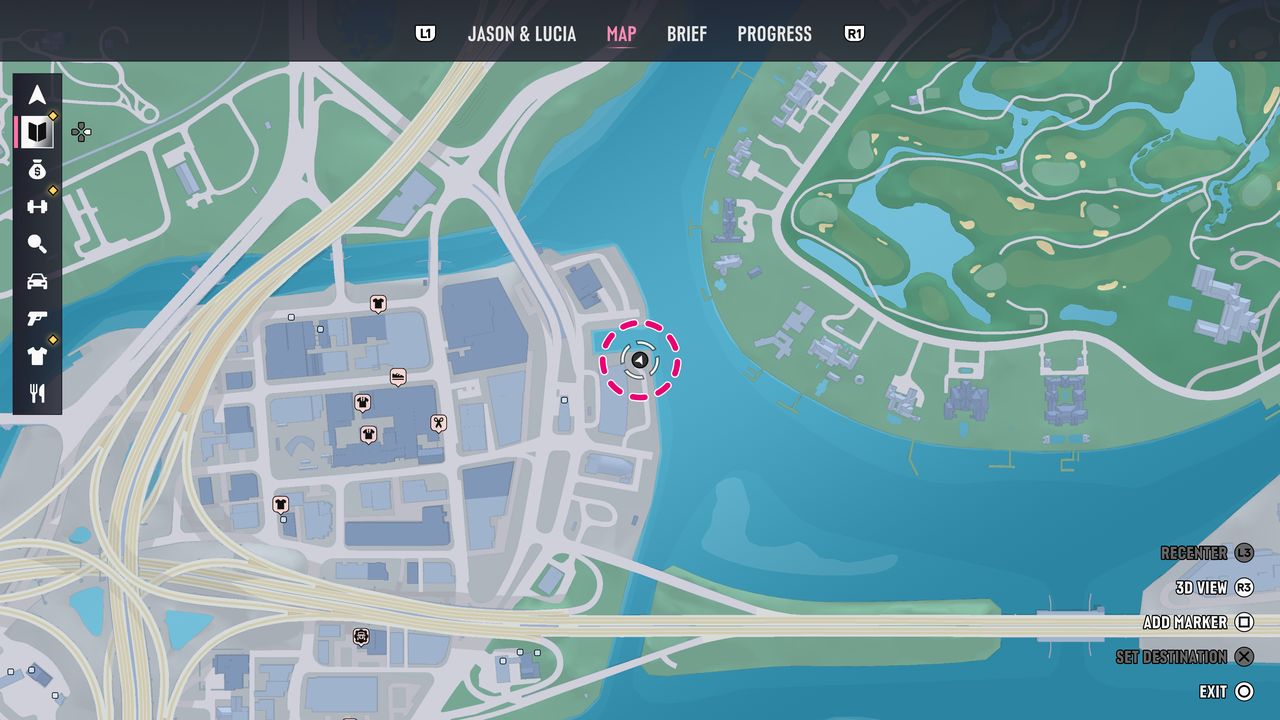 L1 JASON & LUCIA MAP BRIEF PROGRESS R1
$
RECENTER L3
3D VIEW R3
ADD MARKER
SET DESTINATION
EXIT